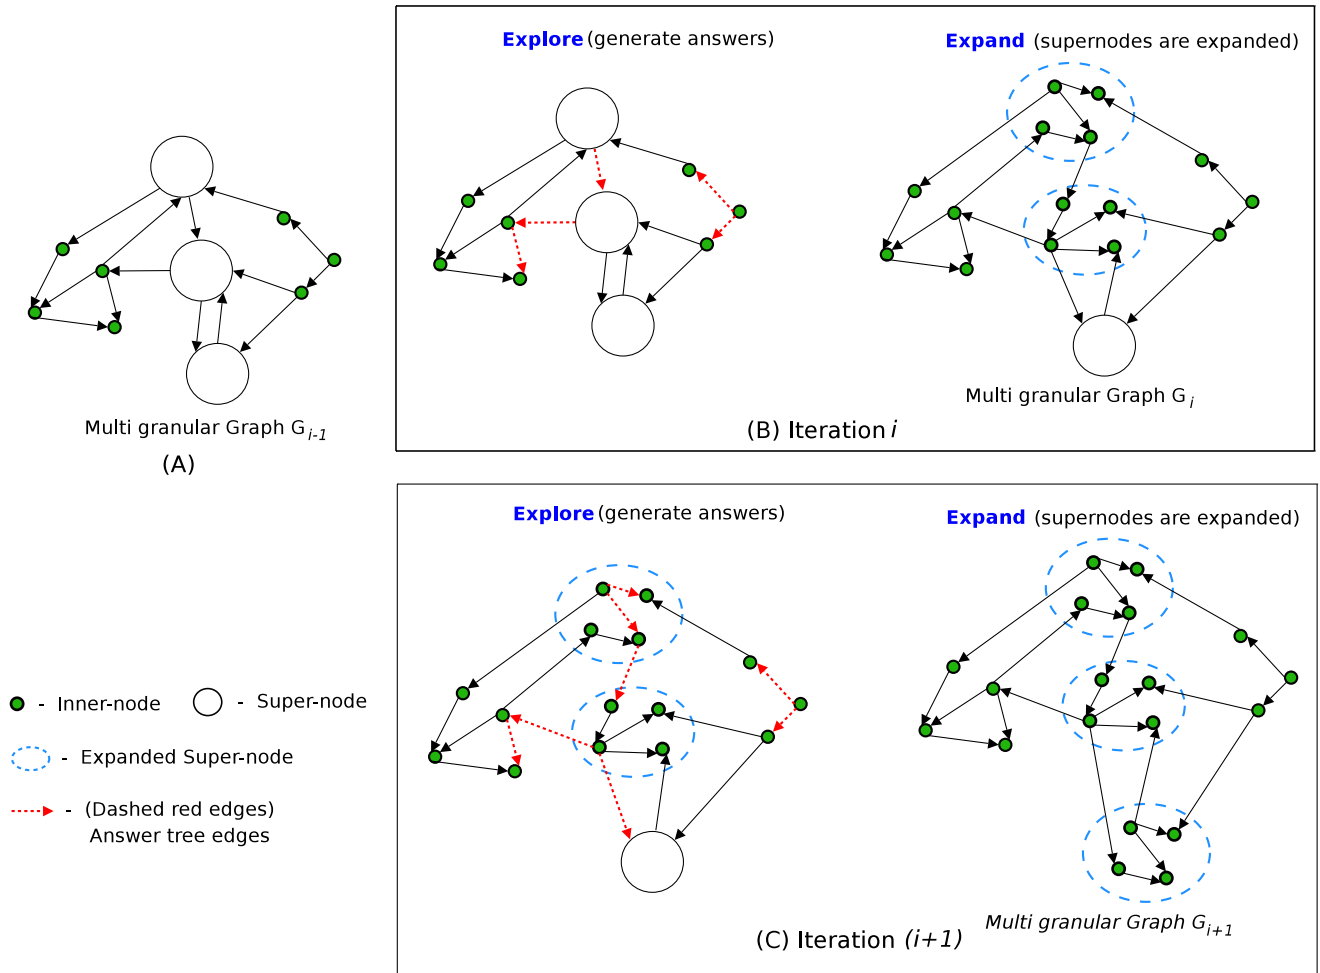 Multi granular Graph G i-1
(A)
Explore (generate answers)
Expand (supernodes are expanded)
Multi granular Graph G i
(B) Iteration i
Explore (generate answers)
Expand (supernodes are expanded)
Multi granular Graph G i+1
(C) Iteration (i+1)
- Inner-node
- Super-node
- Expanded Super-node
- (Dashed red edges)
Answer tree edges